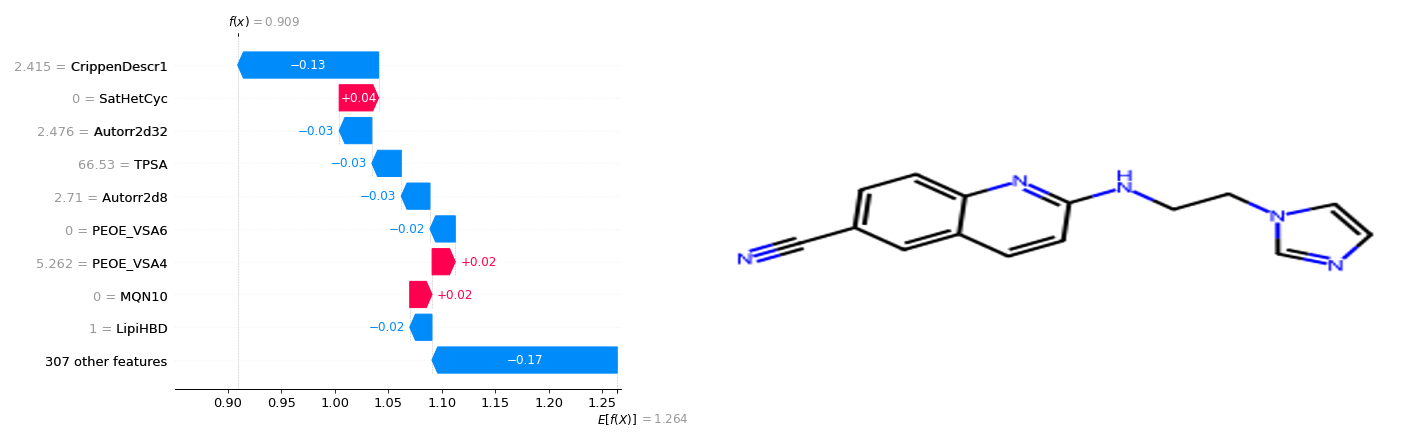 f(x) = 0.909
2.415 = CrippenDescr1
−0.13
0 = SatHetCyc
+0.04
2.476 = Autorr2d32
−0.03
66.53 = TPSA
−0.03
2.71 = Autorr2d8
−0.03
0 = PEOE_VSA6
−0.02
5.262 = PEOE_VSA4
+0.02
0 = MQN10
+0.02
1 = LipiHBD
−0.02
307 other features
−0.17
0.90 0.95 1.00 1.05 1.10 1.15 1.20 1.25
E[f(X)] = 1.264
H
N
N
N
N
N